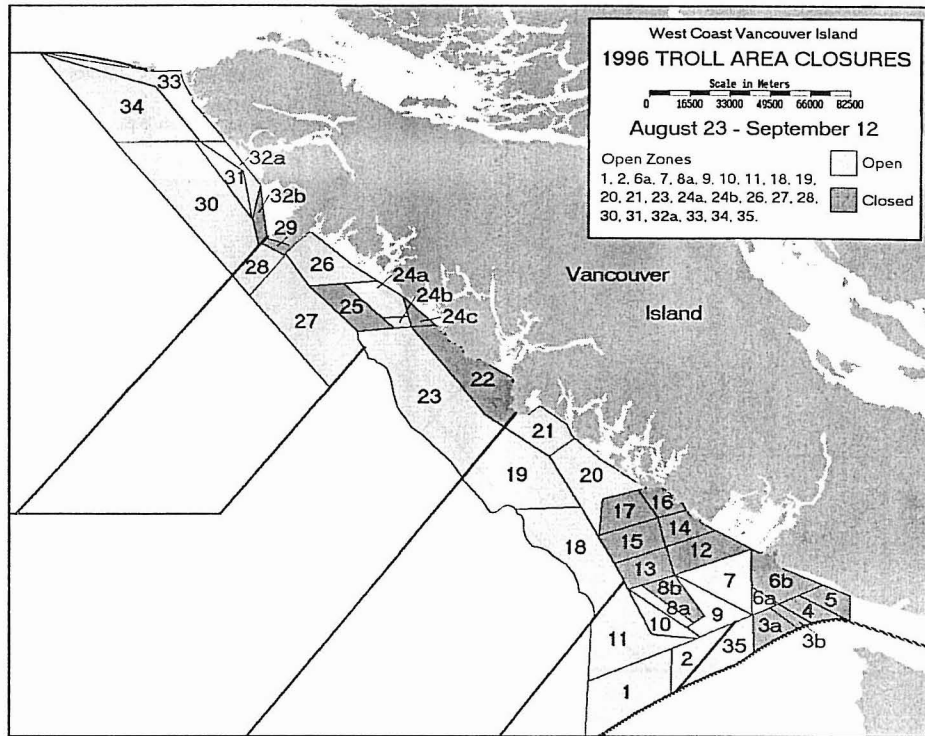 West Coast Vancouver Island
1996 TROLL AREA CLOSURES
Scale in Meters
0 16500 33000 49500 66000 82500
August 23 - September 12
Open Zones
1, 2, 6a, 7, 8a, 9, 10, 11, 18, 19,
20, 21, 23, 24a, 24b, 26, 27, 28,
30, 31, 32a, 33, 34, 35.
Open
Closed
33
34
32a
31
32b
30
29
26
28
24a
25
24b
27
24c
Vancouver
Island
22
23
21
20
19
17
16
14
18
15
12
13
7
8b
6b
8a
6a
5
9
4
10
3a
11
35
3b
2
1